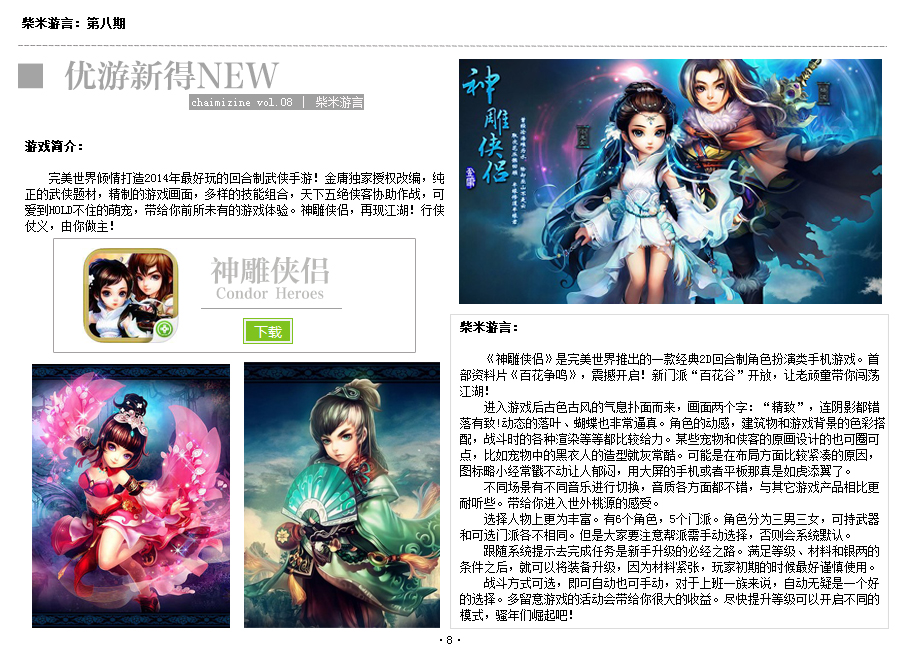 柴米游言：第八期
优游新得NEW
chaimizine vol.08 | 柴米游言
游戏简介：
完美世界倾情打造2014年最好玩的回合制武侠手游！金庸独家授权改编，纯
正的武侠题材，精制的游戏画面，多样的技能组合，天下五绝侠客协助作战，可
爱到HOLD不住的萌宠，带给你前所未有的游戏体验。神雕侠侣，再现江湖！行侠
仗义，由你做主！
神雕侠侣
Condor Heroes
下载
神雕侠侣
柴米游言：
《神雕侠侣》是完美世界推出的一款经典2D回合制角色扮演类手机游戏。首
部资料片《百花争鸣》，震撼开启！新门派“百花谷”开放，让老顽童带你闯荡
江湖！
进入游戏后古色古风的气息扑面而来，画面两个字：“精致”，连阴影都错
落有致!动态的落叶、蝴蝶也非常逼真。角色的动感，建筑物和游戏背景的色彩搭
配，战斗时的各种渲染等等都比较给力。某些宠物和侠客的原画设计的也可圈可
点，比如宠物中的黑衣人的造型就灰常酷。可能是在布局方面比较紧凑的原因，
图标略小经常戳不动让人郁闷，用大屏的手机或者平板那真是如虎添翼了。
不同场景有不同音乐进行切换，音质各方面都不错，与其它游戏产品相比更
耐听些。带给你进入世外桃源的感受。
选择人物上更为丰富。有6个角色，5个门派。角色分为三男三女，可持武器
和可选门派各不相同。但是大家要注意帮派需手动选择，否则会系统默认。
跟随系统提示去完成任务是新手升级的必经之路。满足等级、材料和银两的
条件之后，就可以将装备升级，因为材料紧张，玩家初期的时候最好谨慎使用。
战斗方式可选，即可自动也可手动，对于上班一族来说，自动无疑是一个好
的选择。多留意游戏的活动会带给你很大的收益。尽快提升等级可以开启不同的
模式，骚年们崛起吧！
·8·